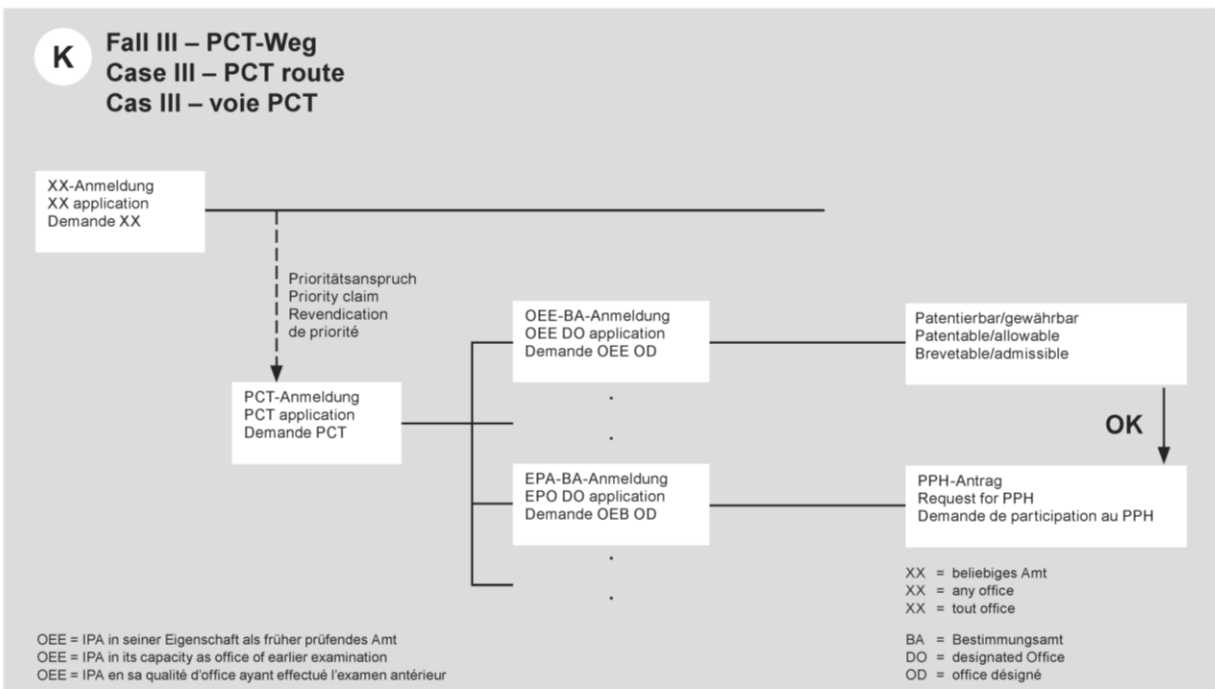 K
Fall III – PCT-Weg
Case III – PCT route
Cas III – voie PCT
XX-Anmeldung
XX application
Demande XX
Prioritätsanspruch
Priority claim
Revendication
de priorité
OEE-BA-Anmeldung
OEE DO application
Demande OEE OD
Patentierbar/gewährbar
Patentable/allowable
Brevetable/admissible
PCT-Anmeldung
PCT application
Demande PCT
OK
EPA-BA-Anmeldung
EPO DO application
Demande OEB OD
PPH-Antrag
Request for PPH
Demande de participation au PPH
XX = beliebiges Amt
XX = any office
XX = tout office
OEE = IPA in seiner Eigenschaft als früher prüfendes Amt
OEE = IPA in its capacity as office of earlier examination
OEE = IPA en sa qualité d'office ayant effectué l'examen antérieur
BA = Bestimmungsamt
DO = designated Office
OD = office désigné